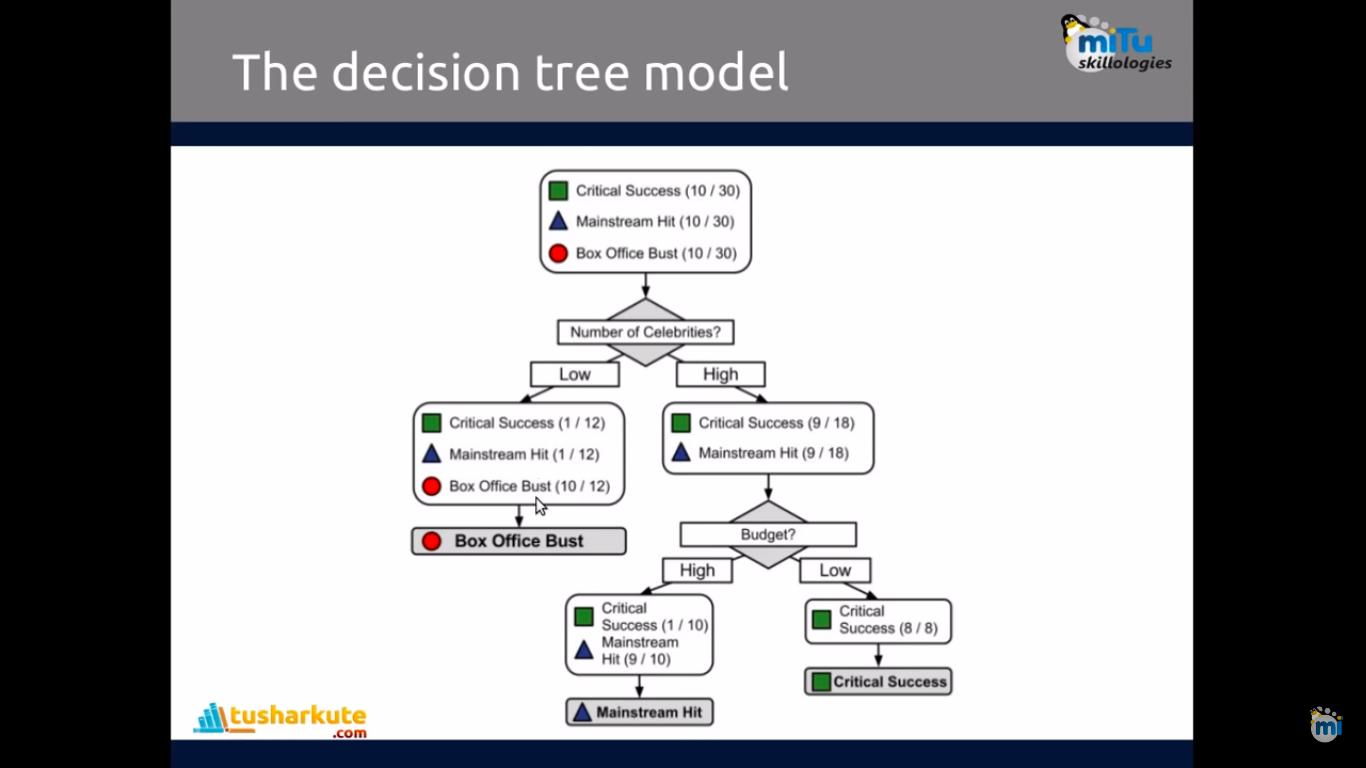 The decision tree model
miTu
skillologies
Critical Success (10 / 30)
Mainstream Hit (10 / 30)
Box Office Bust (10 / 30)
Number of Celebrities?
Low
High
Critical Success (1 / 12)
Mainstream Hit (1 / 12)
Box Office Bust (10 / 12)
Box Office Bust
Critical Success (9 / 18)
Mainstream Hit (9 / 18)
Budget?
High
Low
Critical
Success (1 / 10)
Mainstream
Hit (9 / 10)
Mainstream Hit
Critical
Success (8 / 8)
Critical Success
tusharkute
.com
mi